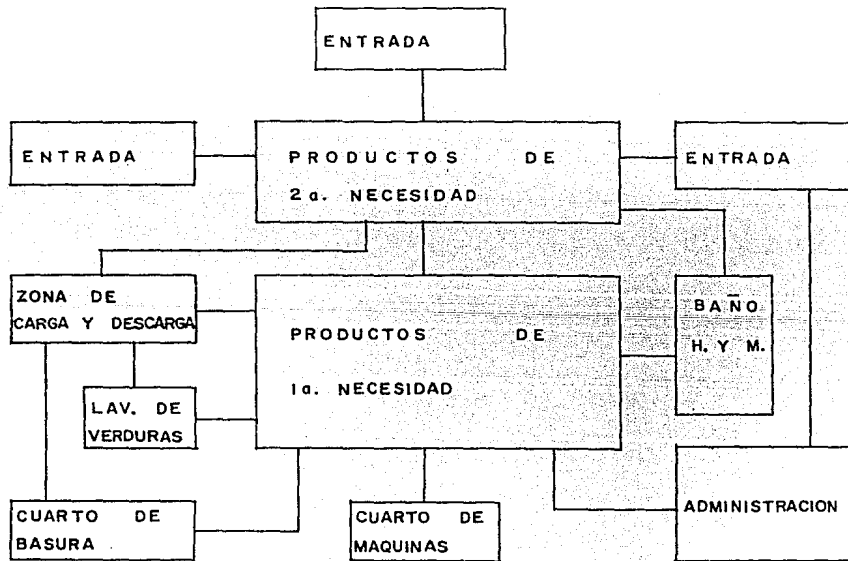 ENTRADA
ENTRADA
PRODUCTOS DE
2a. NECESIDAD
ENTRADA
ZONA DE
CARGA Y DESCARGA
PRODUCTOS DE
1a. NECESIDAD
BAÑO
H. Y M.
LAV. DE
VERDURAS
CUARTO DE
BASURA
CUARTO DE
MAQUINAS
ADMINISTRACION